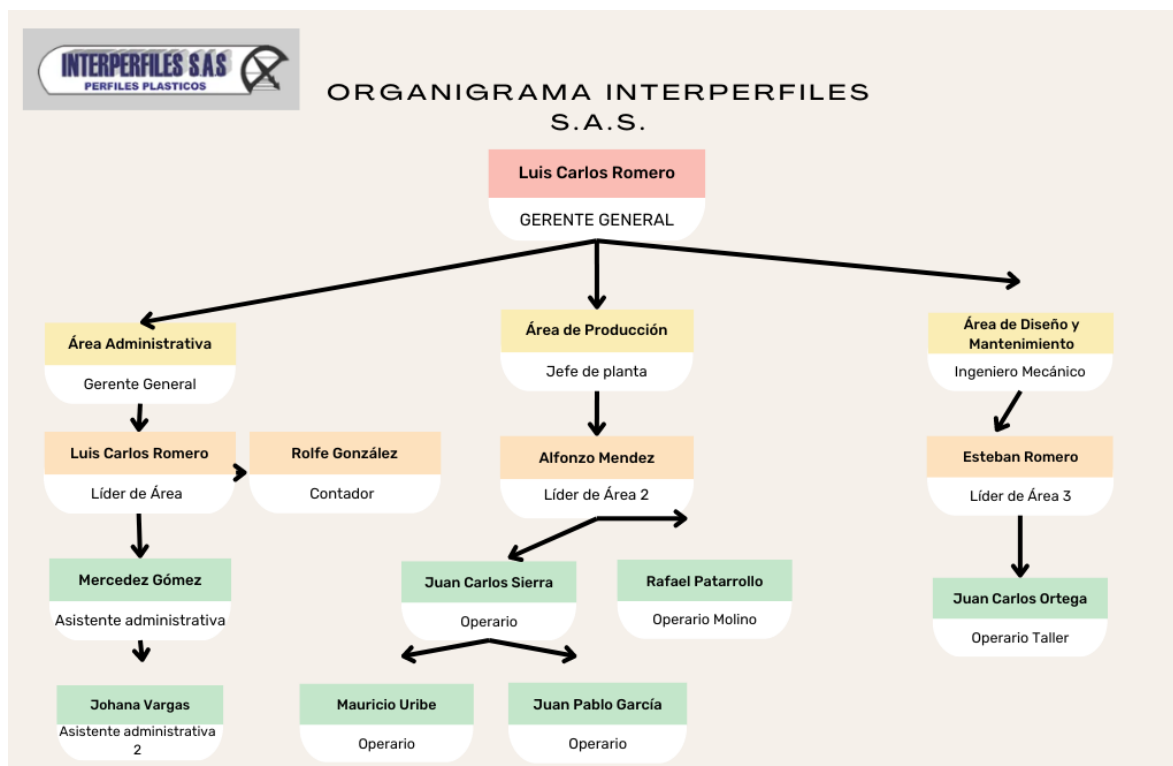 INTERPERFILES SAS
PERFILES PLASTICOS
ORGANIGRAMA INTERPERFILES
S.A.S.
Luis Carlos Romero
GERENTE GENERAL
Área Administrativa
Gerente General
Área de Producción
Jefe de planta
Área de Diseño y
Mantenimiento
Ingeniero Mecánico
Luis Carlos Romero
Líder de Área
Rolfe González
Contador
Alfonzo Mendez
Líder de Área 2
Esteban Romero
Líder de Área 3
Mercedez Gómez
Asistente administrativa
Juan Carlos Sierra
Operario
Rafael Patarrollo
Operario Molino
Juan Carlos Ortega
Operario Taller
Johana Vargas
Asistente administrativa
2
Mauricio Uribe
Operario
Juan Pablo García
Operario